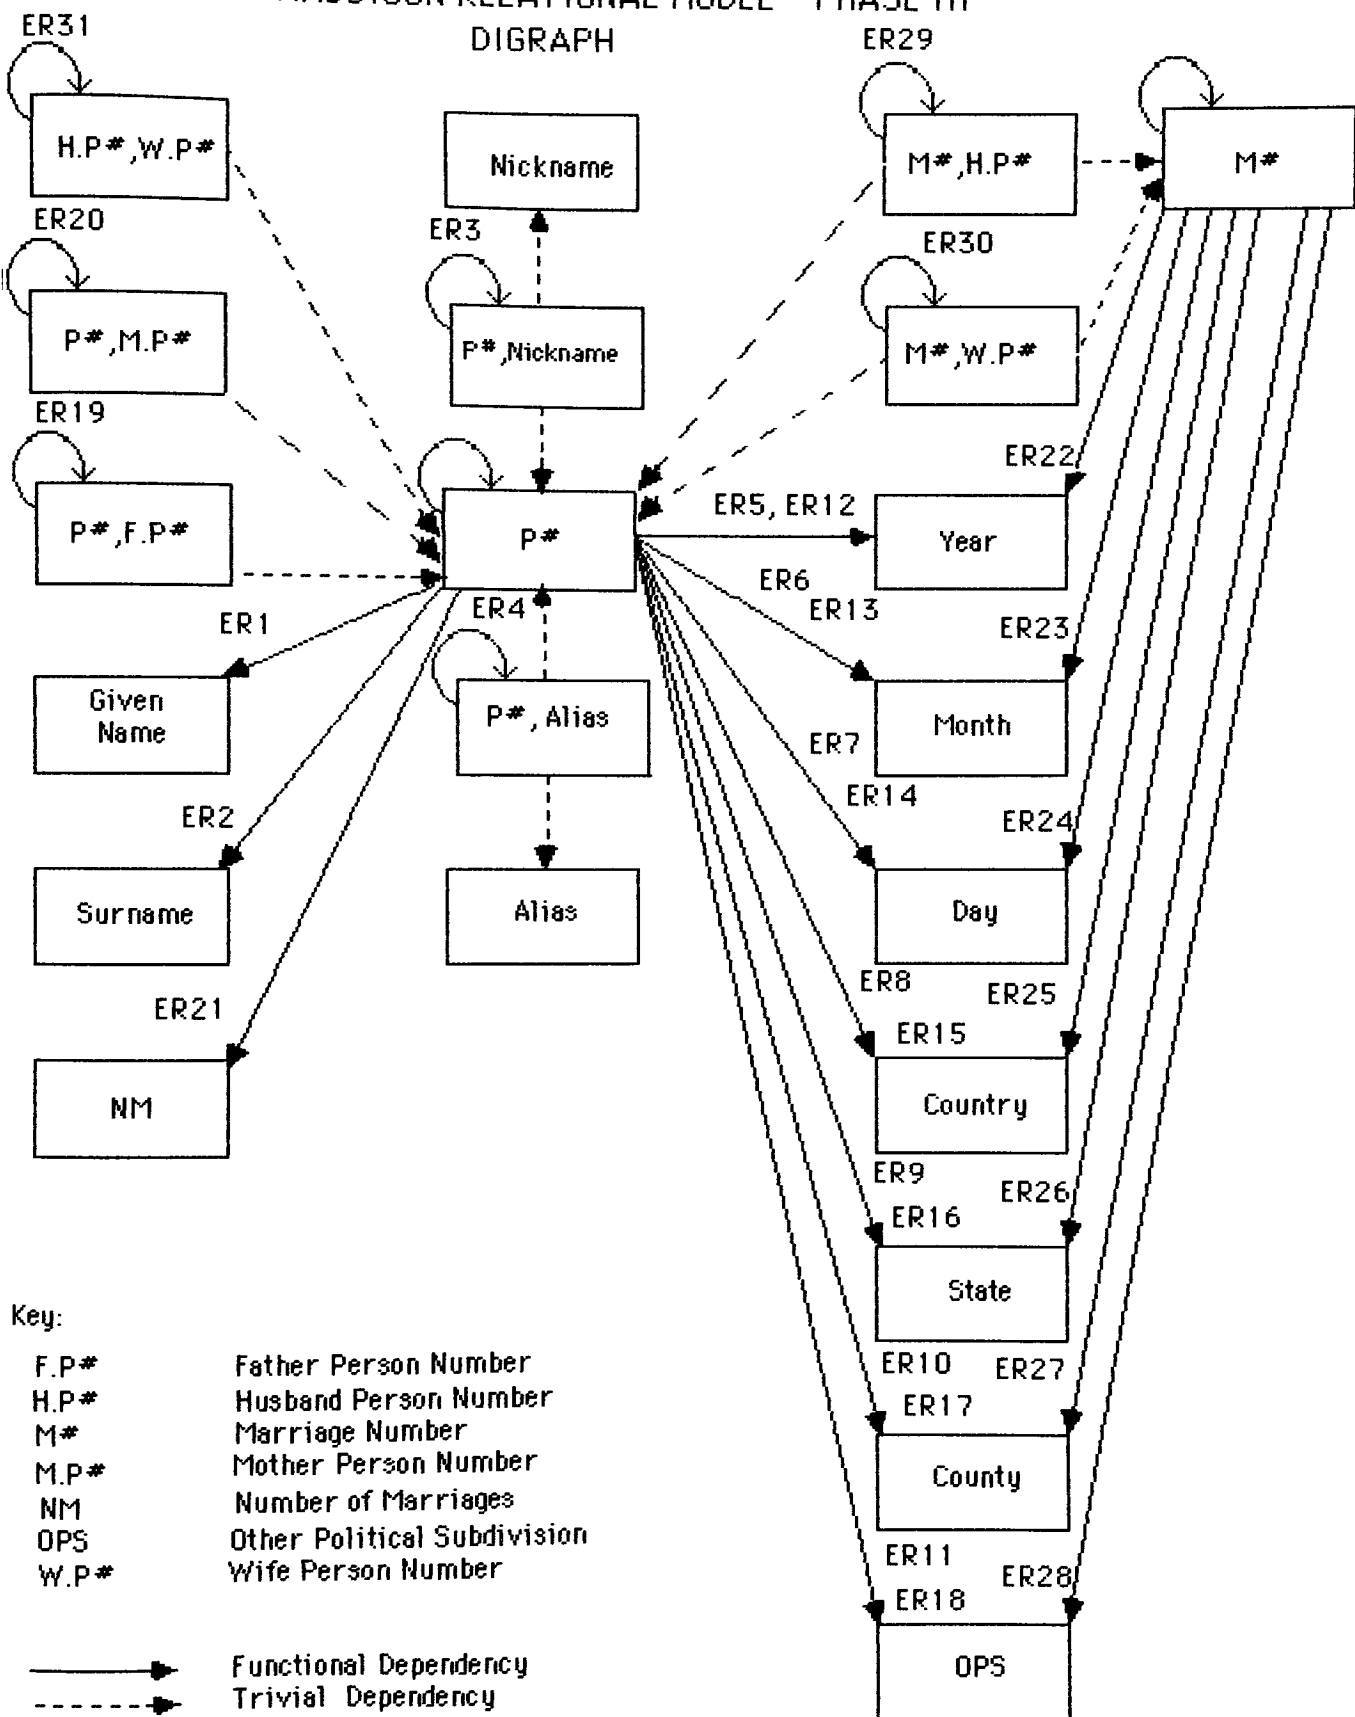 DIGRAPH
ER31
ER29
H.P#,W.P#
Nickname
M#,H.P#
M#
ER20
ER3
ER30
P#,M.P#
P#,Nickname
M#,W.P#
ER19
ER22
P#,F.P#
P#
ER5, ER12
Year
ER6
ER13
ER1
ER4
ER23
Given
Name
P#, Alias
Month
ER7
ER14
ER2
ER24
Surname
Alias
Day
ER8
ER25
ER21
ER15
NM
Country
ER9
ER26
ER16
State
ER10
ER27
ER17
County
ER11
ER28
ER18
OPS
Key:
F.P# Father Person Number
H.P# Husband Person Number
M# Marriage Number
M.P# Mother Person Number
NM Number of Marriages
OPS Other Political Subdivision
W.P# Wife Person Number
Functional Dependency
Trivial Dependency